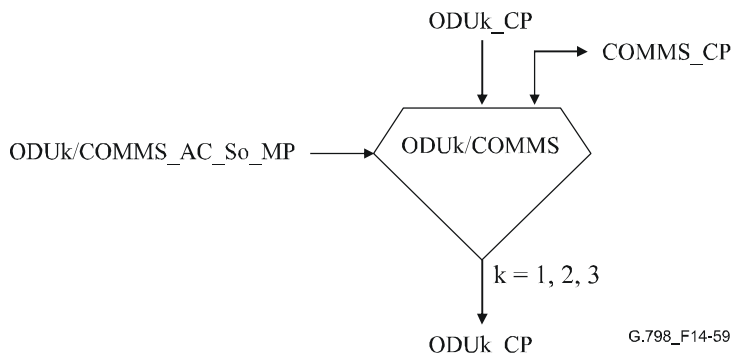 ODUk_CP
COMMS_CP
ODUk/COMMS_AC_So_MP
ODUk/COMMS
k = 1, 2, 3
ODUk_CP
G.798_F14-59